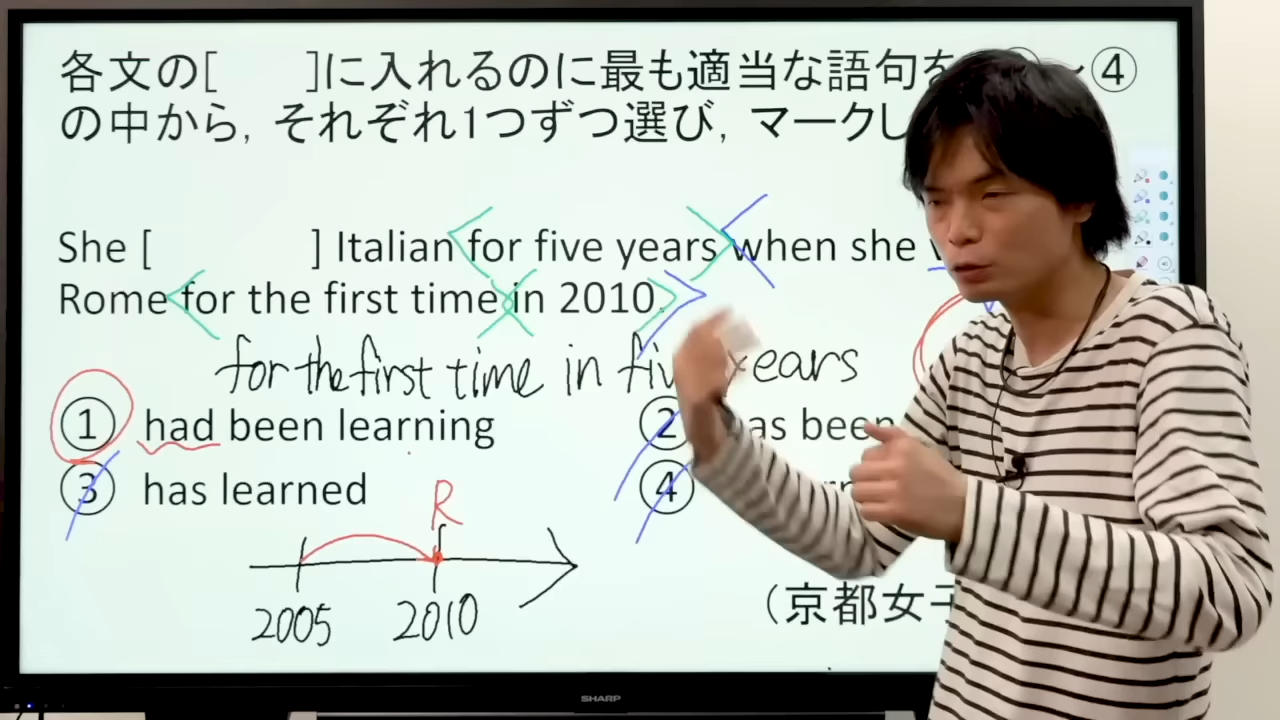 各文の[ ]に入れるのに最も適当な語句を ～④
の中から，それぞれ1つずつ選び，マークし
She [ ] Italian for five years when she
Rome for the first time in 2010.
for the first time in five years
① had been learning
② has been
③ has learned
④
R
2005 2010
（京都女子
SHARP